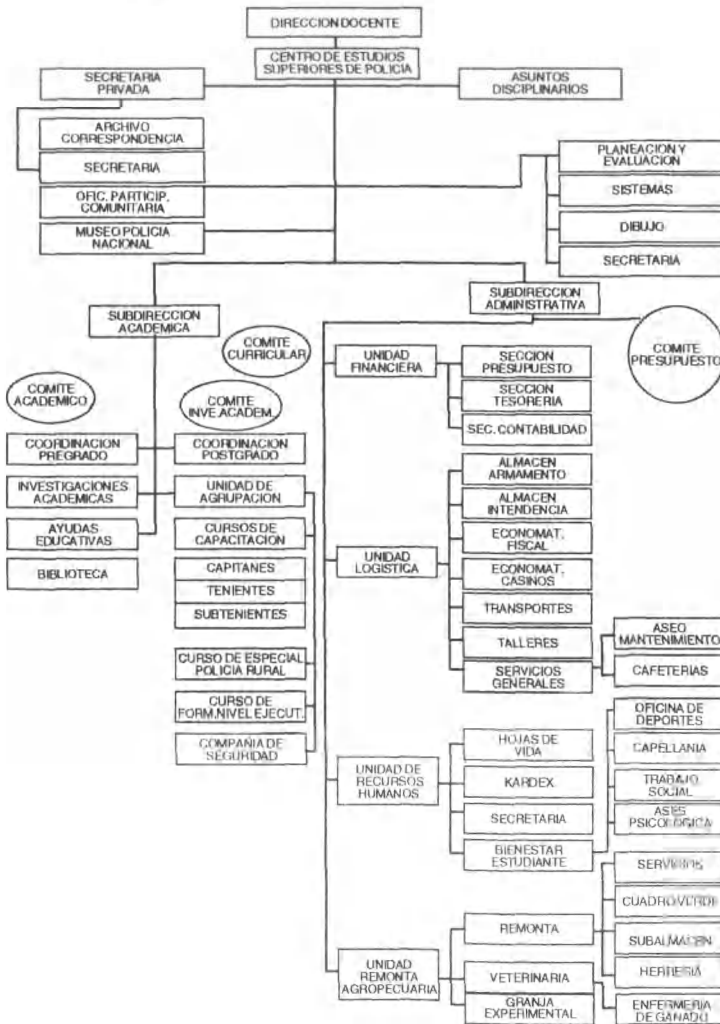 DIRECCION DOCENTE
CENTRO DE ESTUDIOS
SUPERIORES DE POLICIA
SECRETARIA
PRIVADA
ASUNTOS
DISCIPLINARIOS
ARCHIVO
CORRESPONDENCIA
SECRETARIA
OFIC. PARTICIP.
COMUNITARIA
MUSEO POLICIA
NACIONAL
PLANEACION Y
EVALUACION
SISTEMAS
DIBUJO
SECRETARIA
SUBDIRECCION
ACADEMICA
SUBDIRECCION
ADMINISTRATIVA
COMITE
PRESUPUESTO
COMITE
CURRICULAR
COMITE
ACADEMICO
COMITE
INVE.ACADEM.
COORDINACION
PREGRADO
COORDINACION
POSTGRADO
INVESTIGACIONES
ACADEMICAS
UNIDAD DE
AGRUPACION
AYUDAS
EDUCATIVAS
CURSOS DE
CAPACITACION
BIBLIOTECA
CAPITANES
TENIENTES
SUBTENIENTES
CURSO DE ESPECIAL
POLICIA RURAL
CURSO DE
FORM.NIVEL EJECUT.
COMPAÑIA DE
SEGURIDAD
UNIDAD
FINANCIERA
SECCION
PRESUPUESTO
SECCION
TESORERIA
SEC. CONTABILIDAD
UNIDAD
LOGISTICA
ALMACEN
ARMAMENTO
ALMACEN
INTENDENCIA
ECONOMAT.
FISCAL
ECONOMAT.
CASINOS
TRANSPORTES
TALLERES
SERVICIOS
GENERALES
ASEO
MANTENIMIENTO
CAFETERIAS
UNIDAD DE
RECURSOS
HUMANOS
HOJAS DE
VIDA
KARDEX
SECRETARIA
BIENESTAR
ESTUDIANTE
OFICINA DE
DEPORTES
CAPELLANIA
TRABAJO
SOCIAL
ASES
PSICOLOGICA
UNIDAD
REMONTA
AGROPECUARIA
REMONTA
VETERINARIA
GRANJA
EXPERIMENTAL
SERVICIOS
CUADRO VERDE
SUBALMACEN
HERRERIA
ENFERMERIA
DE GANADO